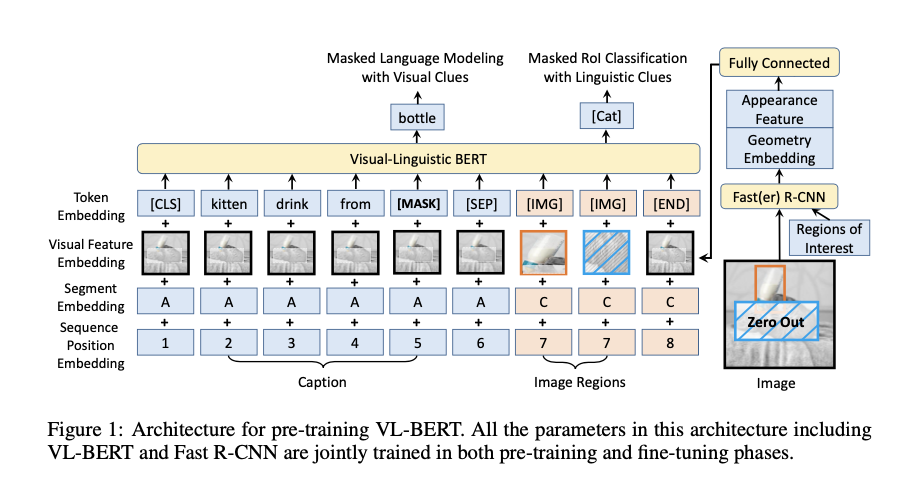 Masked Language Modeling
with Visual Clues
Masked RoI Classification
with Linguistic Clues
Fully Connected
bottle
[Cat]
Appearance
Feature
Geometry
Embedding
Visual-Linguistic BERT
Fast(er) R-CNN
Regions of
Interest
Token
Embedding
[CLS] kitten drink from [MASK] [SEP] [IMG] [IMG] [END]
+ + + + + + + + +
Visual Feature
Embedding
+ + + + + + + + +
Segment
Embedding
A A A A A A C C C
+ + + + + + + + +
Sequence
Position
Embedding
1 2 3 4 5 6 7 7 8
Zero Out
Caption
Image Regions
Image
Figure 1: Architecture for pre-training VL-BERT. All the parameters in this architecture including
VL-BERT and Fast R-CNN are jointly trained in both pre-training and fine-tuning phases.